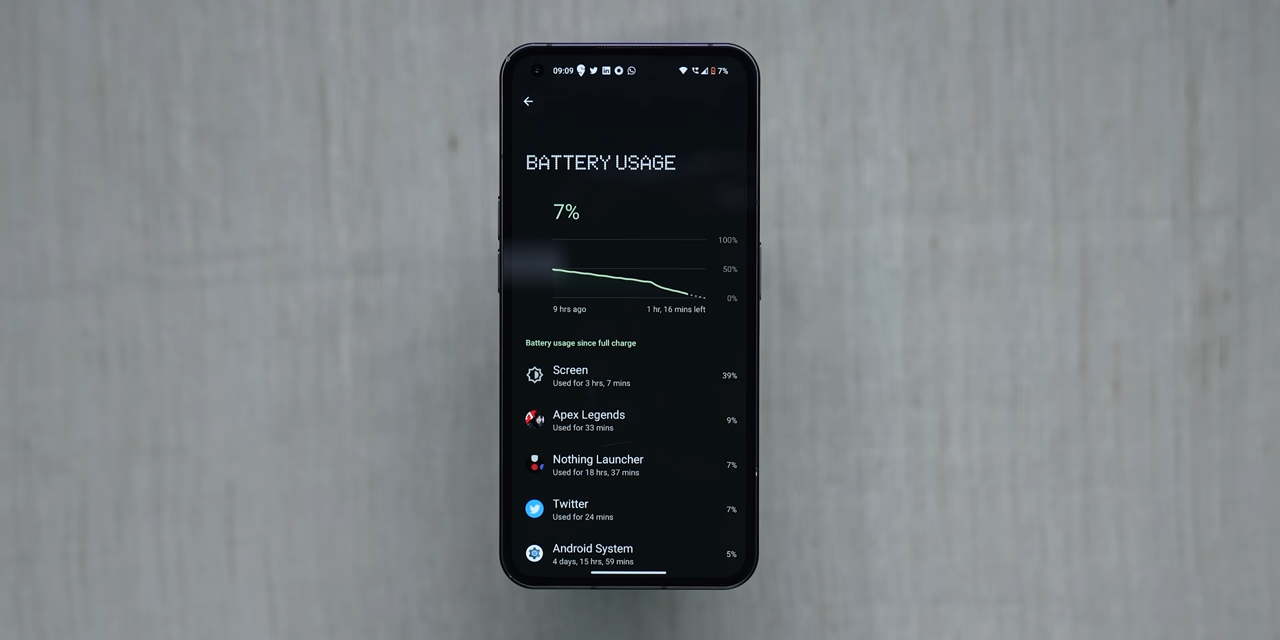 09:09 7%
BATTERY USAGE
7%
100%
50%
0%
9 hrs ago 1 hr, 16 mins left
Battery usage since full charge
Screen
Used for 3 hrs, 7 mins
39%
Apex Legends
Used for 33 mins
9%
Nothing Launcher
Used for 18 hrs, 37 mins
7%
Twitter
Used for 24 mins
7%
Android System
4 days, 15 hrs, 59 mins
5%